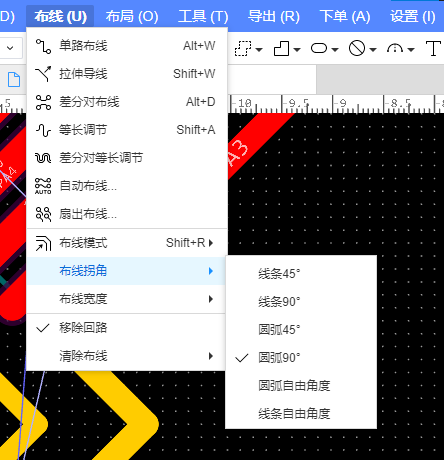 D) 布线 (U) 布局 (O) 工具 (T) 导出 (R) 下单 (A) 设置 (I)
T
.5 -10 -9.5 -9 -8.5 -8
单路布线 Alt+W
拉伸导线 Shift+W
差分对布线 Alt+D
等长调节 Shift+A
差分对等长调节
AUTO 自动布线...
扇出布线...
布线模式 Shift+R
布线拐角
布线宽度
移除回路
清除布线
线条45°
线条90°
圆弧45°
圆弧90°
圆弧自由角度
线条自由角度
A3
A4